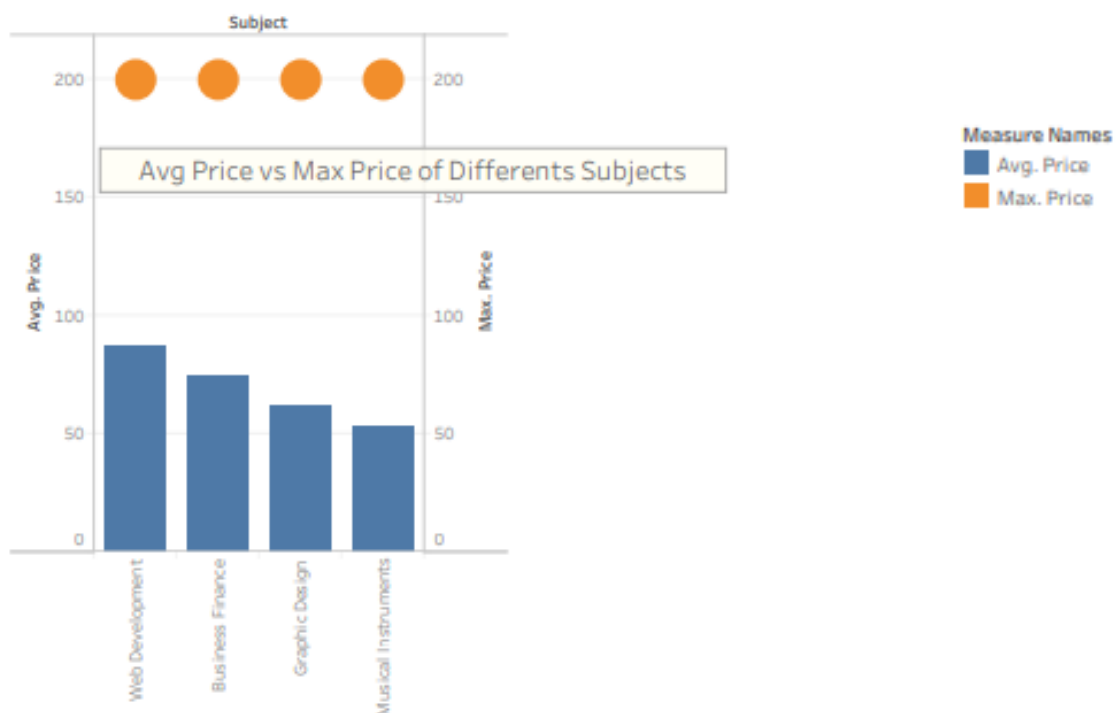 Subject
200
200
Measure Names
Avg. Price
Max. Price
Avg Price vs Max Price of Differents Subjects
150
150
Avg. Price
Max. Price
100
100
50
50
0
0
Web Development
Business Finance
Graphic Design
Musical Instruments